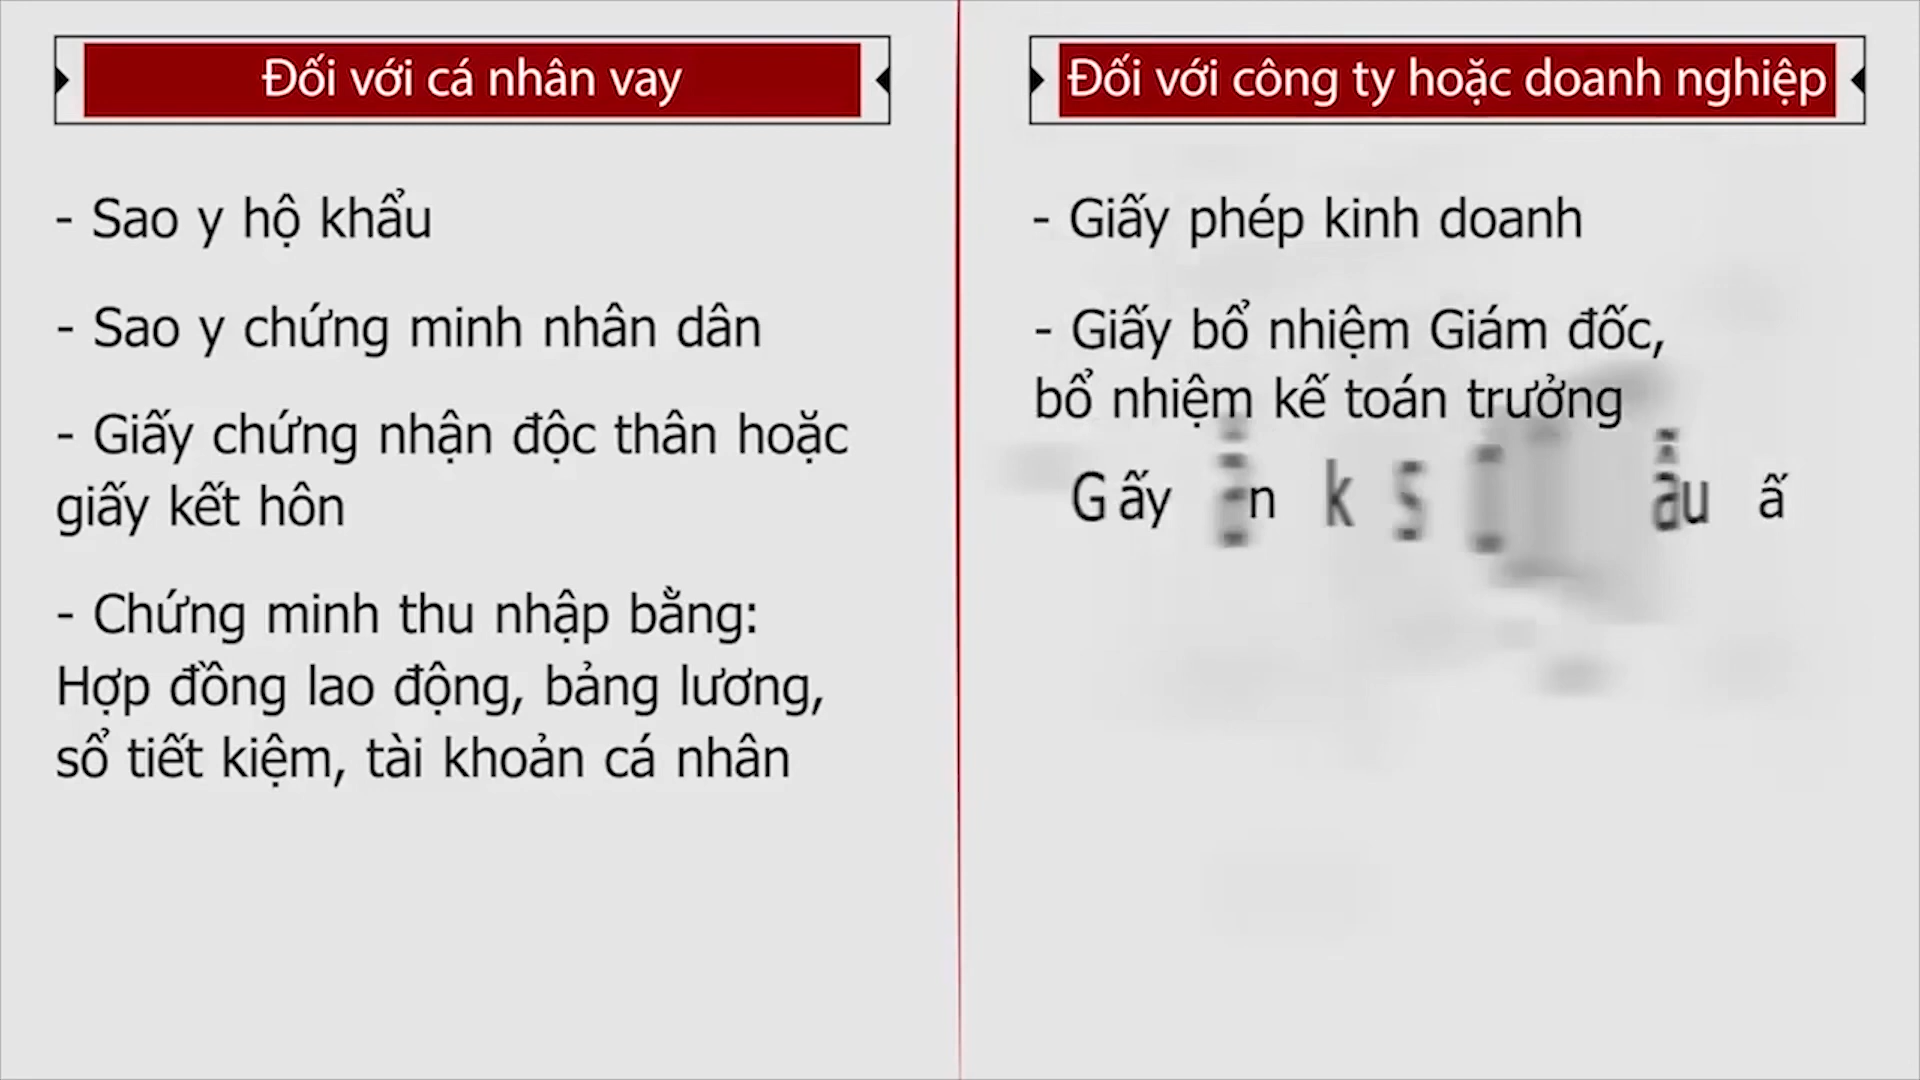 Đối với cá nhân vay
- Sao y hộ khẩu
- Sao y chứng minh nhân dân
- Giấy chứng nhận độc thân hoặc
giấy kết hôn
- Chứng minh thu nhập bằng:
Hợp đồng lao động, bảng lương,
sổ tiết kiệm, tài khoản cá nhân
Đối với công ty hoặc doanh nghiệp
- Giấy phép kinh doanh
- Giấy bổ nhiệm Giám đốc,
bổ nhiệm kế toán trưởng